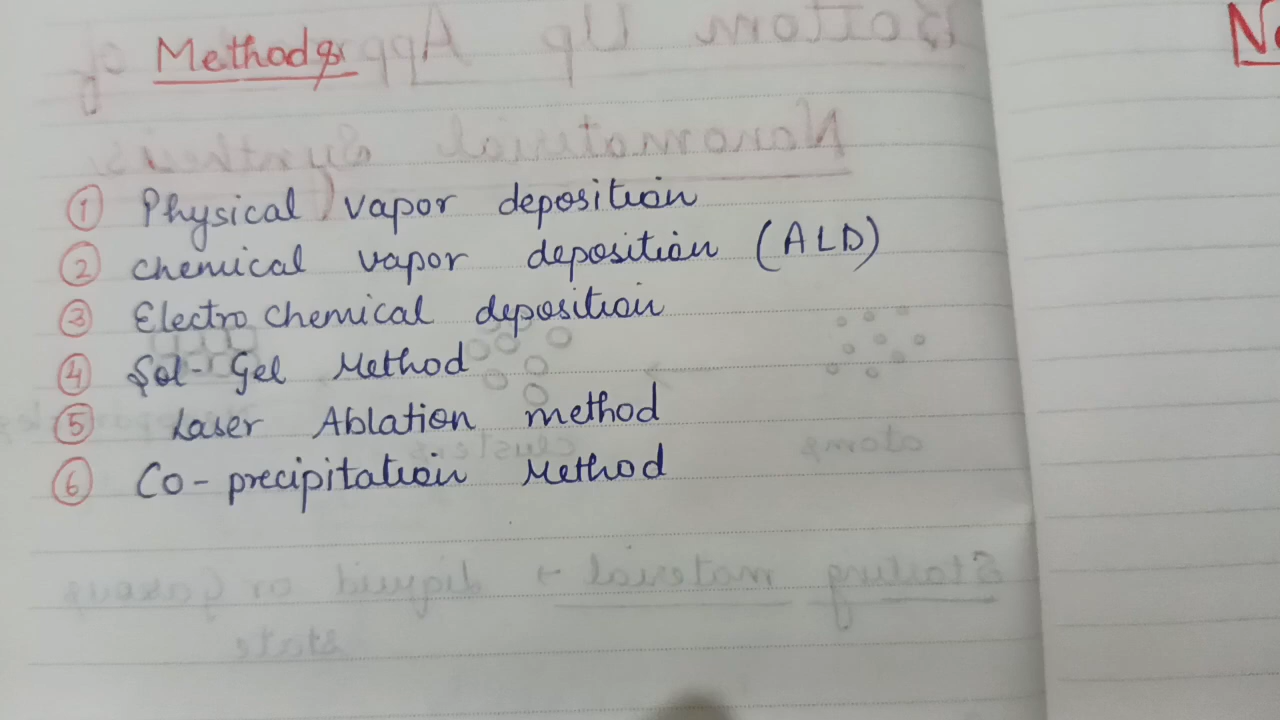 Methods
① Physical vapor deposition
② chemical vapor deposition (ALD)
③ Electro chemical deposition
④ Sol-Gel Method
⑤ Laser Ablation method
⑥ Co-precipitation Method